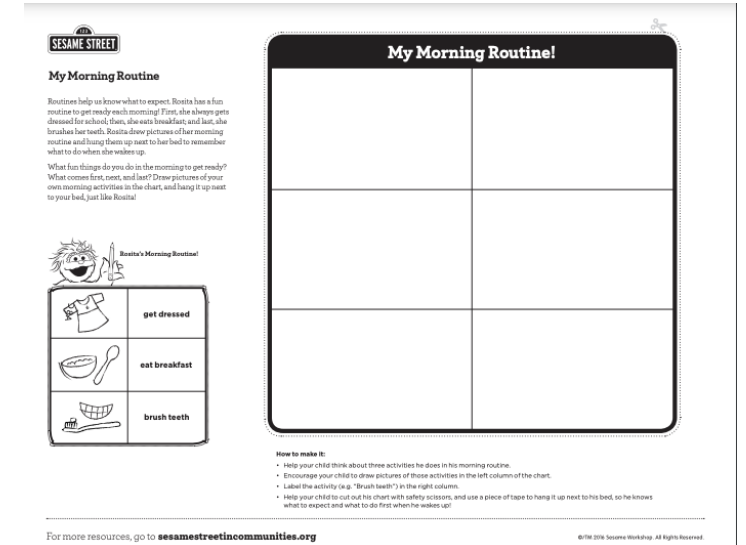 123
SESAME STREET
My Morning Routine
Routines help us know what to expect. Rosita has a fun
routine to get ready each morning! First, she always gets
dressed for school; then, she eats breakfast; and last, she
brushes her teeth. Rosita drew pictures of her morning
routine and hung them up next to her bed to remember
what to do when she wakes up.
What fun things do you do in the morning to get ready?
What comes first, next, and last? Draw pictures of your
own morning activities in the chart, and hang it up next
to your bed, just like Rosita!
Rosita's Morning Routine!
get dressed
eat breakfast
brush teeth
My Morning Routine!
How to make it:
• Help your child think about three activities he does in his morning routine.
• Encourage your child to draw pictures of those activities in the left column of the chart.
• Label the activity (e.g. "Brush teeth") in the right column.
• Help your child to cut out his chart with safety scissors, and use a piece of tape to hang it up next to his bed, so he knows
what to expect and what to do first when he wakes up!
For more resources, go to sesamestreetincommunities.org
©/TM 2016 Sesame Workshop. All Rights Reserved.